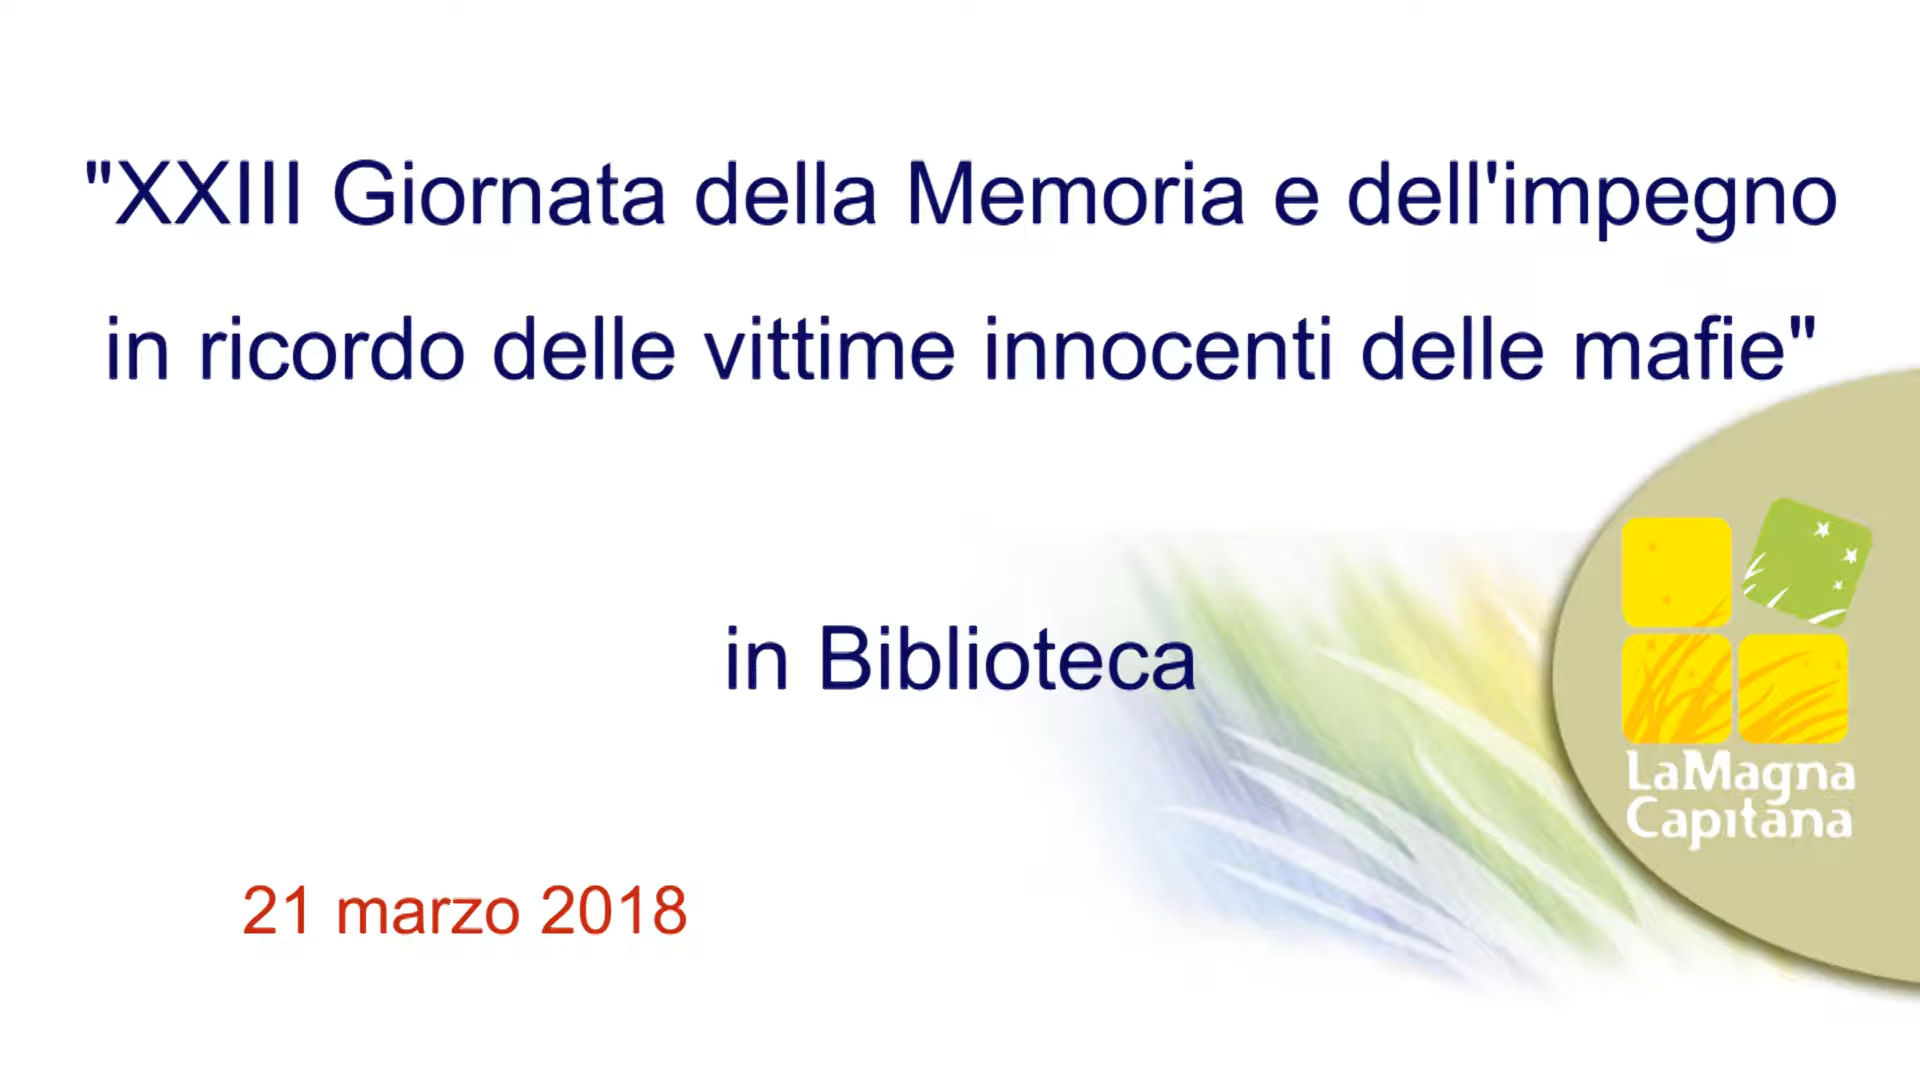 "XXIII Giornata della Memoria e dell'impegno
in ricordo delle vittime innocenti delle mafie"
in Biblioteca
LaMagna
Capitana
21 marzo 2018